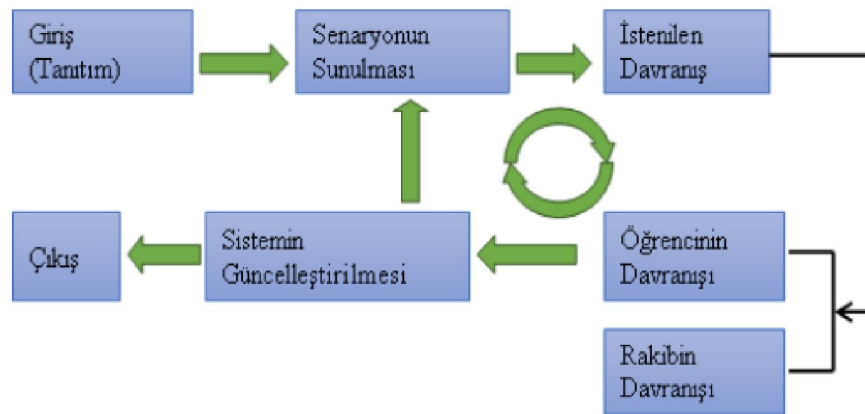 Giriş
(Tanıtım)
Senaryonun
Sunulması
İstenilen
Davranış
Çıkış
Sistemin
Güncelleştirilmesi
Öğrencinin
Davranışı
Rakibin
Davranışı